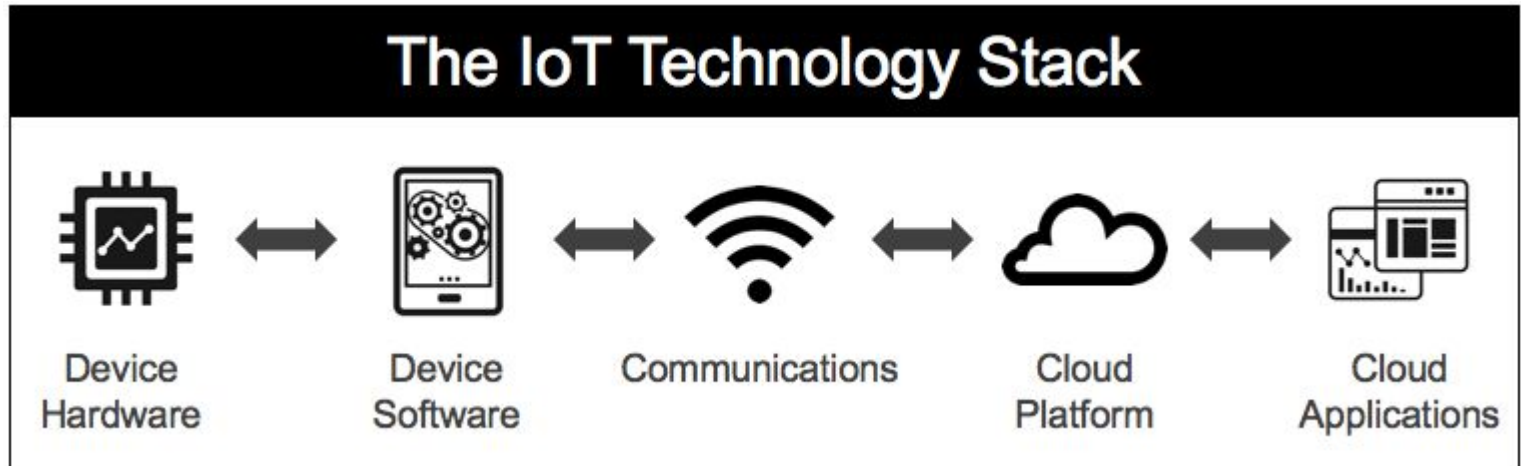 The IoT Technology Stack
Device
Hardware
Device
Software
Communications
Cloud
Platform
Cloud
Applications